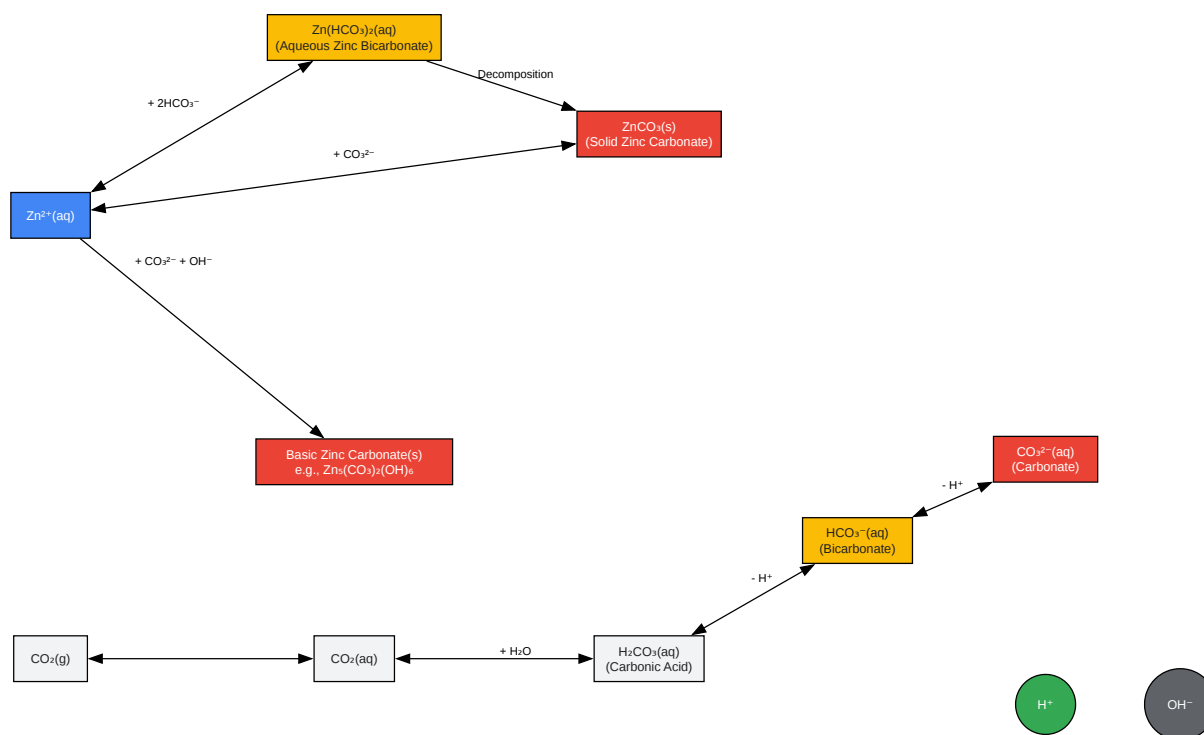 Zn(HCO₃)₂(aq)
(Aqueous Zinc Bicarbonate)
Decomposition
+ 2HCO₃⁻
ZnCO₃(s)
(Solid Zinc Carbonate)
+ CO₃²⁻
Zn²⁺(aq)
+ CO₃²⁻ + OH⁻
Basic Zinc Carbonate(s)
e.g., Zn₅(CO₃)₂(OH)₆
CO₃²⁻(aq)
(Carbonate)
- H⁺
HCO₃⁻(aq)
(Bicarbonate)
- H⁺
CO₂(g)
CO₂(aq)
+ H₂O
H₂CO₃(aq)
(Carbonic Acid)
H⁺
OH⁻